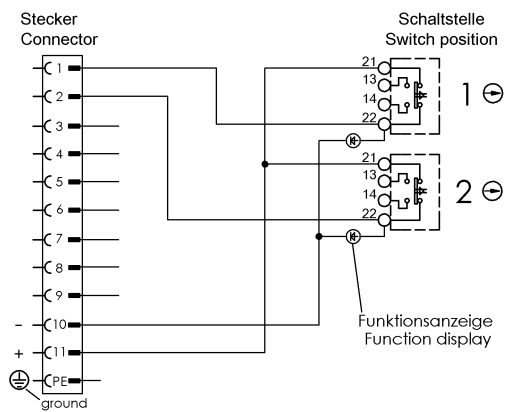 Stecker
Connector
Schaltstelle
Switch position
1
2
3
4
5
6
7
8
9
- 10
+ 11
PE
ground
21
13
14
22
1
21
13
14
22
2
Funktionsanzeige
Function display